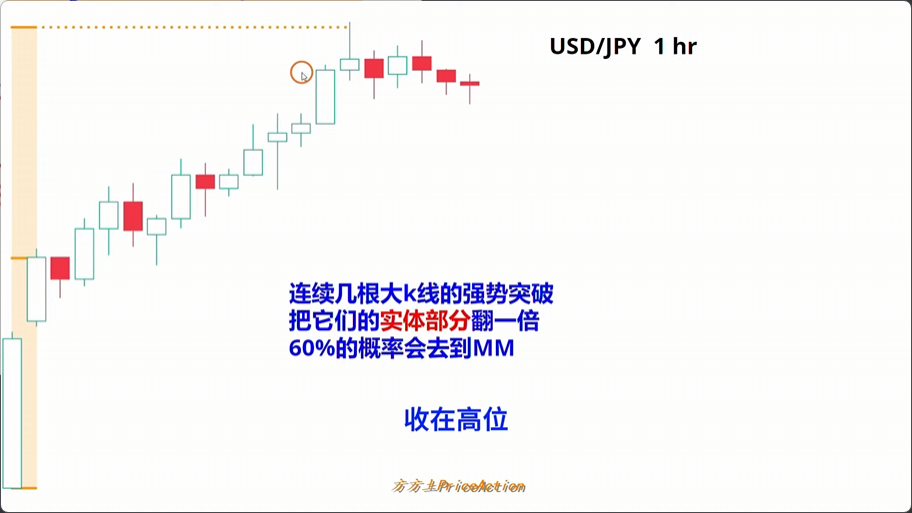 USD/JPY 1 hr
连续几根大k线的强势突破
把它们的实体部分翻一倍
60%的概率会去到MM
收在高位
方方土PriceAction